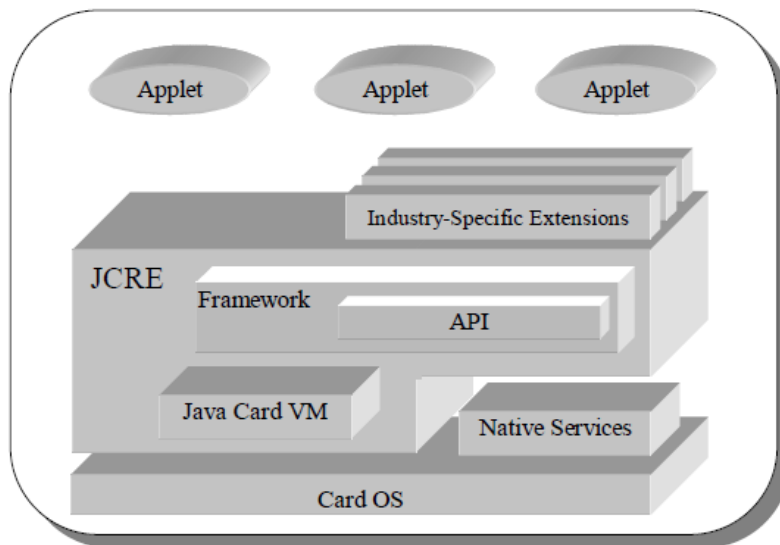 Applet
Applet
Applet
Industry-Specific Extensions
JCRE
Framework
API
Java Card VM
Native Services
Card OS